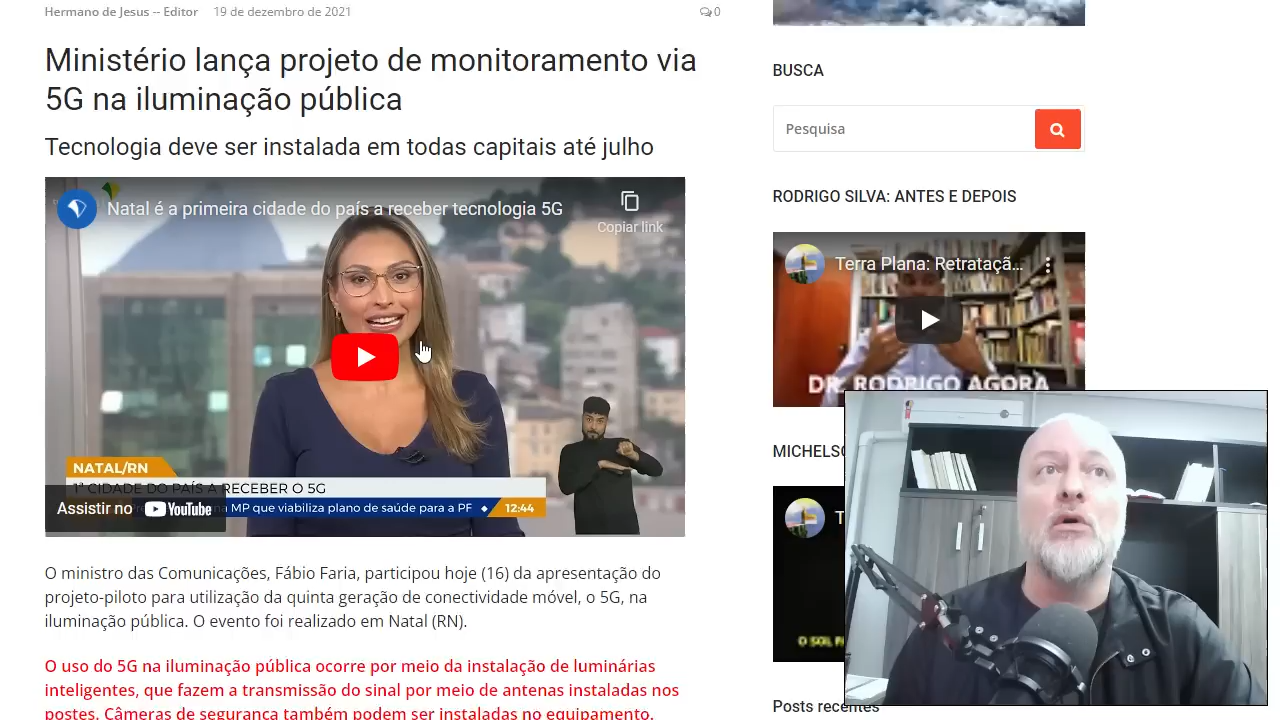 Hermano de Jesus -- Editor 19 de dezembro de 2021 0
Ministério lança projeto de monitoramento via
5G na iluminação pública
Tecnologia deve ser instalada em todas capitais até julho
Natal é a primeira cidade do país a receber tecnologia 5G
Copiar link
NATAL/RN
1ª CIDADE DO PAÍS A RECEBER O 5G
Assistir no YouTube
a MP que viabiliza plano de saúde para a PF 12:44
O ministro das Comunicações, Fábio Faria, participou hoje (16) da apresentação do
projeto-piloto para utilização da quinta geração de conectividade móvel, o 5G, na
iluminação pública. O evento foi realizado em Natal (RN).
O uso do 5G na iluminação pública ocorre por meio da instalação de luminárias
inteligentes, que fazem a transmissão do sinal por meio de antenas instaladas nos
postes. Câmeras de segurança também podem ser instaladas no equipamento.
BUSCA
Pesquisa
RODRIGO SILVA: ANTES E DEPOIS
Terra Plana: Retrataçã...
DR. RODRIGO AGORA
MICHELSO
T
O SOL
Posts recentes